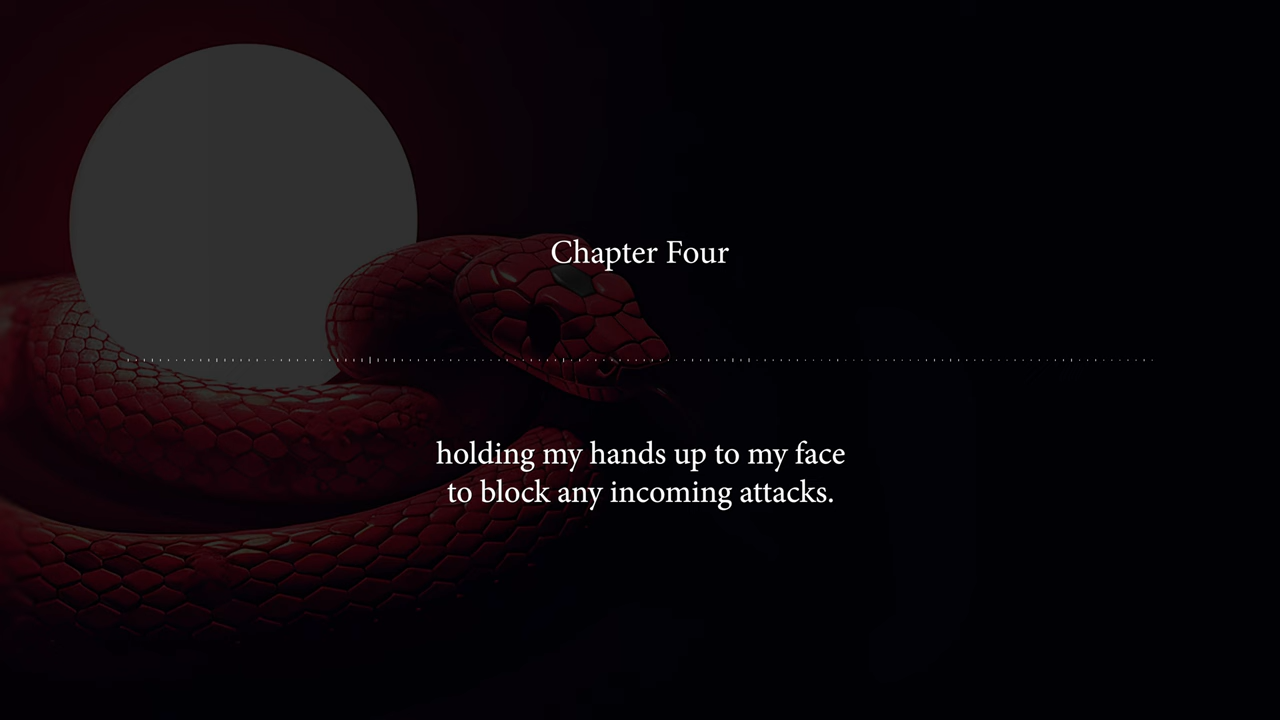 Chapter Four
holding my hands up to my face
to block any incoming attacks.